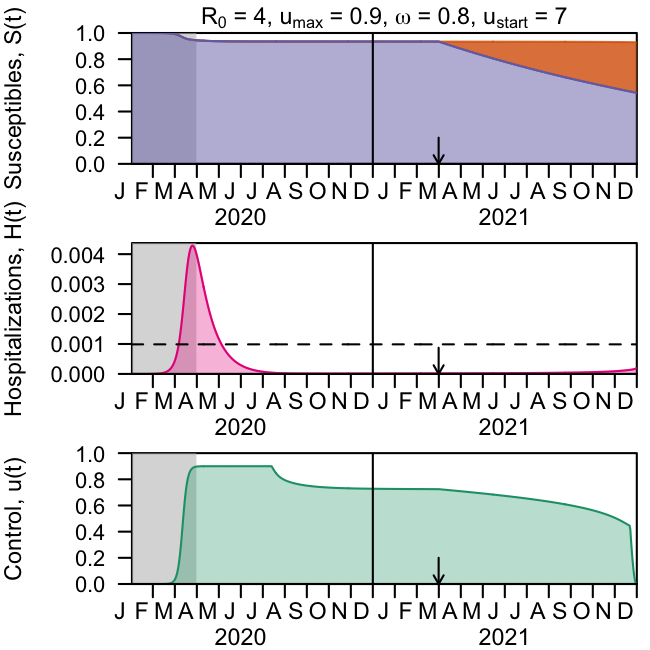 R₀ = 4, uₘₐₓ = 0.9, ω = 0.8, u_start = 7
Susceptibles, S(t)
1.0
0.8
0.6
0.4
0.2
0.0
J F M A M J J A S O N D J F M A M J J A S O N D
2020 2021
Hospitalizations, H(t)
0.004
0.003
0.002
0.001
0.000
J F M A M J J A S O N D J F M A M J J A S O N D
2020 2021
Control, u(t)
1.0
0.8
0.6
0.4
0.2
0.0
J F M A M J J A S O N D J F M A M J J A S O N D
2020 2021